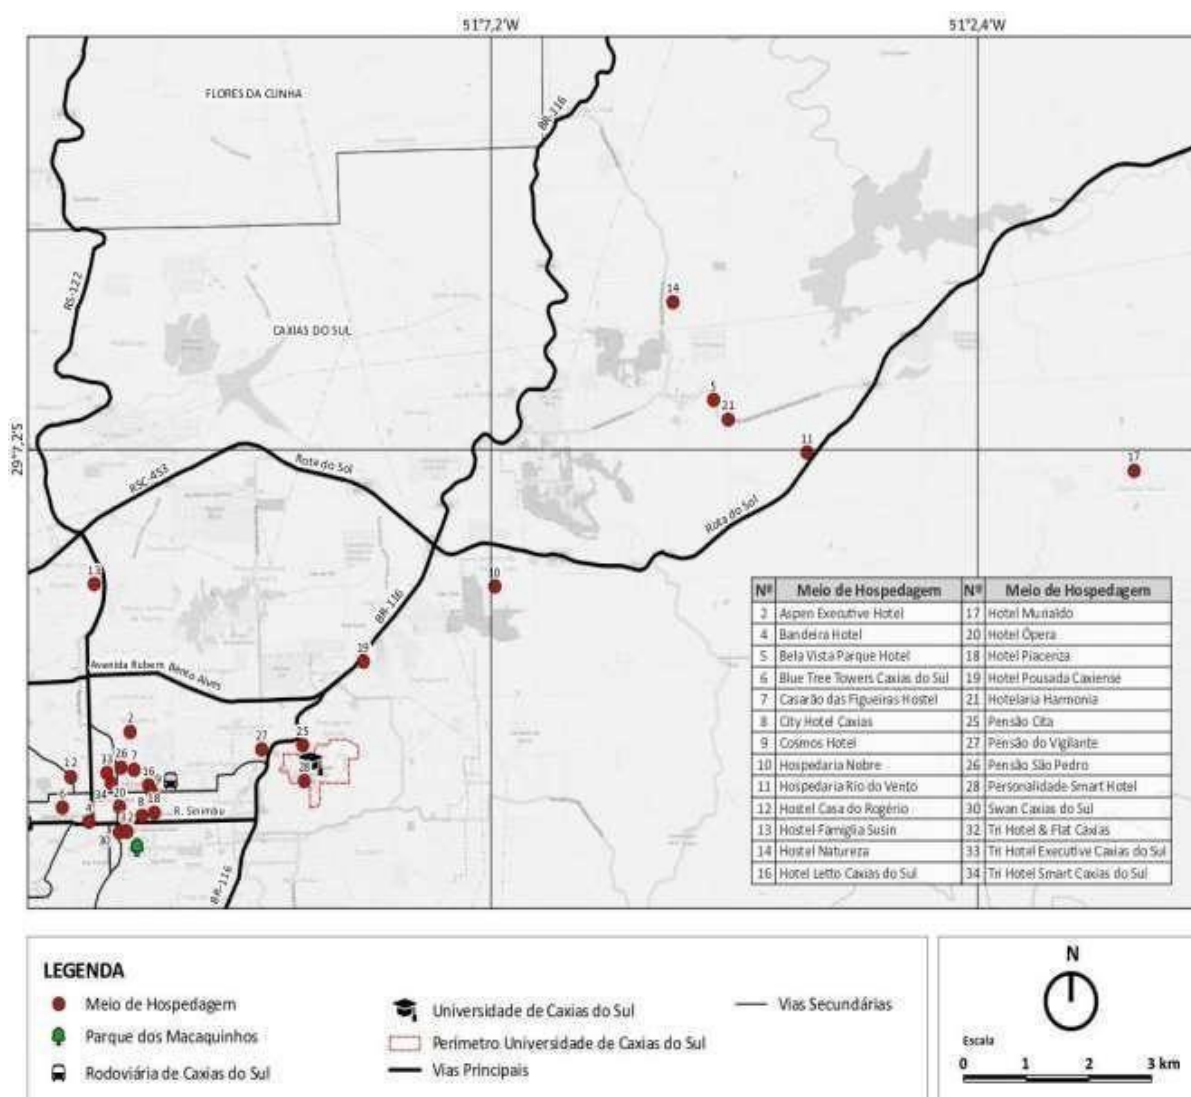 51°7,2'W 51°2,4'W
FLORES DA CUNHA
BR-116
RS-122
14
CAXIAS DO SUL
5
21
29°7,2'S
11
17
RSC-453
Rota do Sol
Rota do Sol
13
10
BR-116
19
Avenida Rubem Bento Alves
2
27
25
26
7
33
12
16
9
28
34
20
6
8
18
4
R. Sinimbu
32
30
BR-116
Nº Meio de Hospedagem Nº Meio de Hospedagem
2 Aspen Executive Hotel 17 Hotel Murialdo
4 Bandeira Hotel 20 Hotel Ópera
5 Bela Vista Parque Hotel 18 Hotel Piacenza
6 Blue Tree Towers Caxias do Sul 19 Hotel Pousada Caxiense
7 Casarão das Figueiras Hostel 21 Hotelaria Harmonia
8 City Hotel Caxias 25 Pensão Cita
9 Cosmos Hotel 27 Pensão do Vigilante
10 Hospedaria Nobre 26 Pensão São Pedro
11 Hospedaria Rio do Vento 28 Personalidade Smart Hotel
12 Hostel Casa do Rogério 30 Swan Caxias do Sul
13 Hostel Famiglia Susin 32 Tri Hotel & Flat Caxias
14 Hostel Natureza 33 Tri Hotel Executive Caxias do Sul
16 Hotel Letto Caxias do Sul 34 Tri Hotel Smart Caxias do Sul
LEGENDA
Meio de Hospedagem
Parque dos Macaquinhos
Rodoviária de Caxias do Sul
Universidade de Caxias do Sul
Perímetro Universidade de Caxias do Sul
Vias Principais
Vias Secundárias
N
Escala
0 1 2 3 km